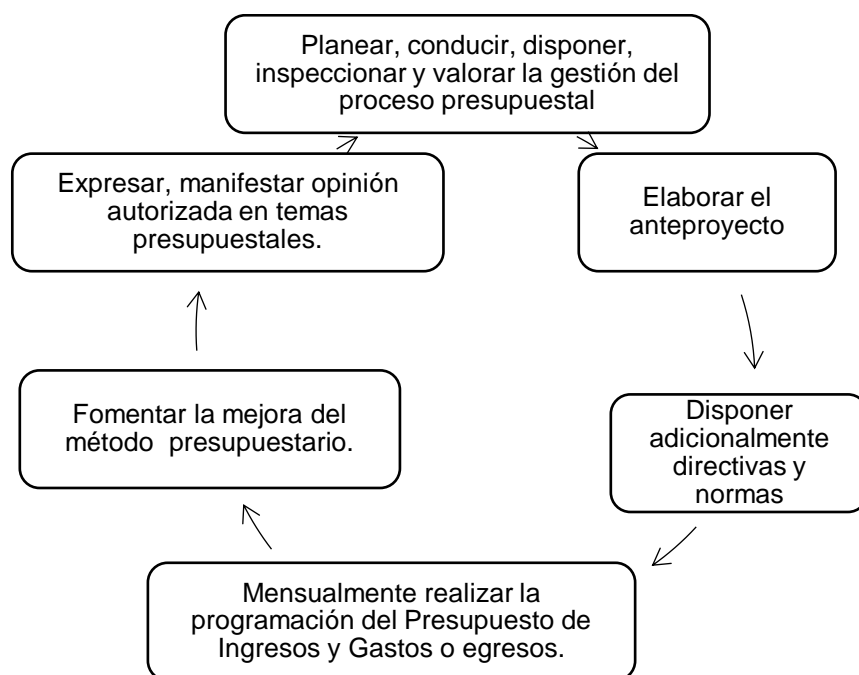 Planear, conducir, disponer,
inspeccionar y valorar la gestión del
proceso presupuestal
Elaborar el
anteproyecto
Disponer
adicionalmente
directivas y
normas
Mensualmente realizar la
programación del Presupuesto de
Ingresos y Gastos o egresos.
Fomentar la mejora del
método presupuestario.
Expresar, manifestar opinión
autorizada en temas
presupuestales.